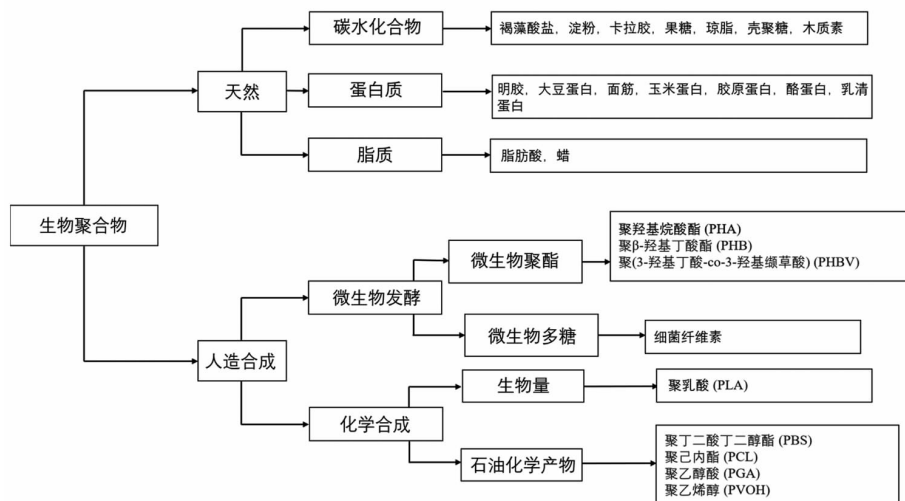 碳水化合物
褐藻酸盐，淀粉，卡拉胶，果糖，琼脂，壳聚糖，木质素
天然
蛋白质
明胶，大豆蛋白，面筋，玉米蛋白，胶原蛋白，酪蛋白，乳清
蛋白
脂质
脂肪酸，蜡
生物聚合物
微生物聚酯
聚羟基烷酸酯 (PHA)
聚β-羟基丁酸酯 (PHB)
聚(3-羟基丁酸-co-3-羟基缬草酸) (PHBV)
微生物发酵
微生物多糖
细菌纤维素
人造合成
生物量
聚乳酸 (PLA)
化学合成
石油化学产物
聚丁二酸丁二醇酯 (PBS)
聚己内酯 (PCL)
聚乙醇酸 (PGA)
聚乙烯醇 (PVOH)